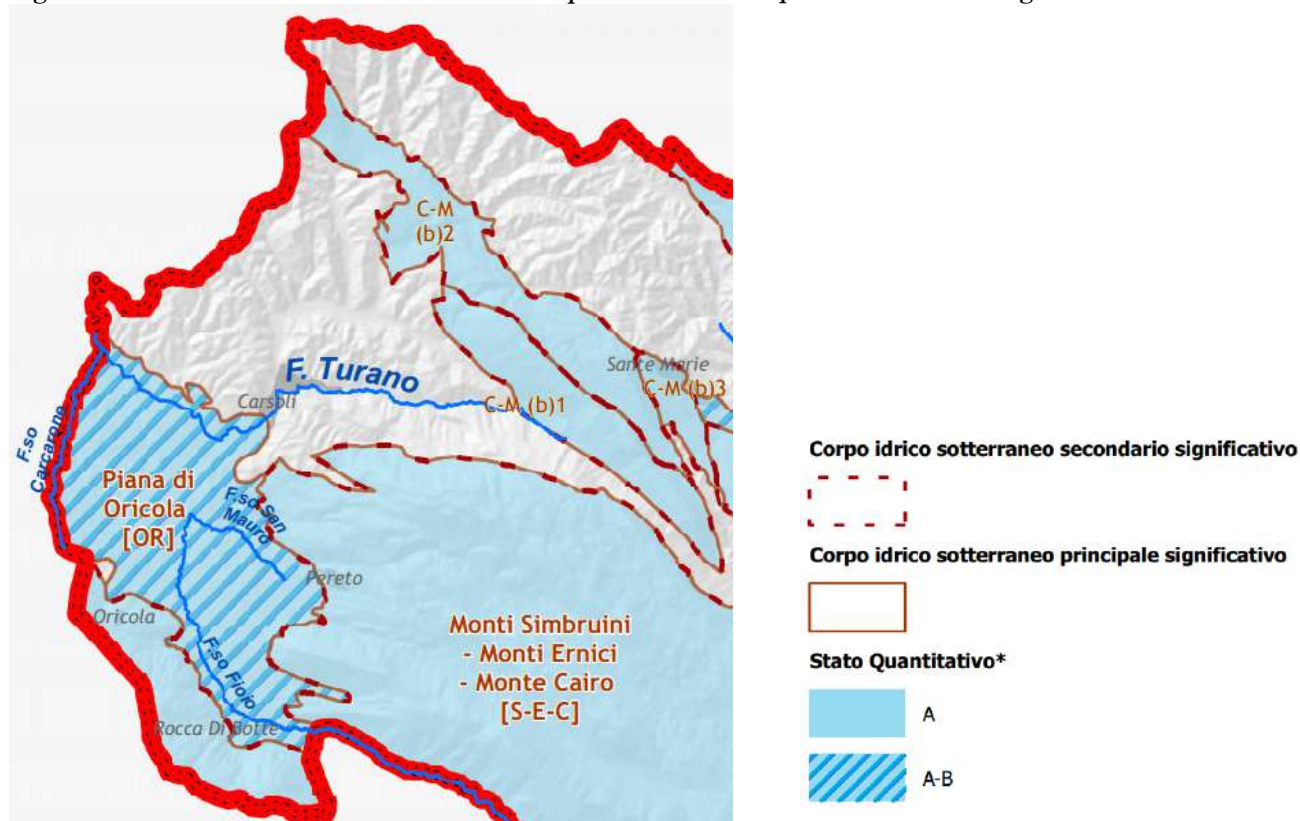 C-M
(b)2
F. Turano
Sante Marie
C-M (b)3
C-M (b)1
Carsoli
F.so
Carcarone
Piana di
Oricola
[OR]
F.so San
Mauro
Pereto
Oricola
F.so Fioio
Rocca Di Botte
Monti Simbruini
- Monti Ernici
- Monte Cairo
[S-E-C]
Corpo idrico sotterraneo secondario significativo
Corpo idrico sotterraneo principale significativo
Stato Quantitativo*
A
A-B